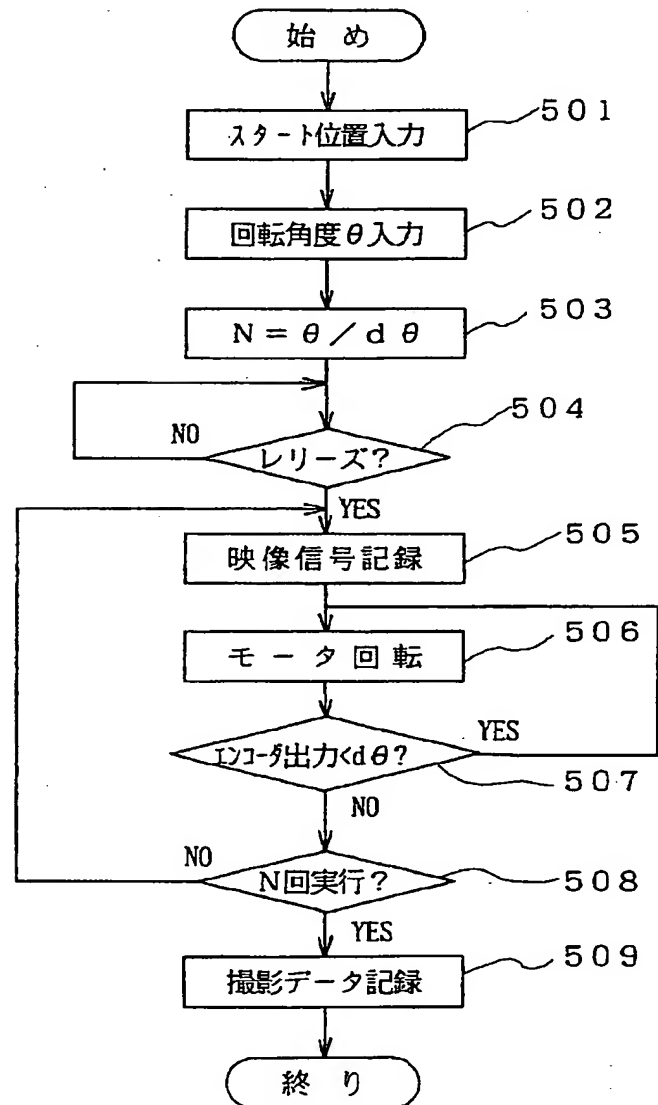 始 め
501
スタート位置入力
502
回転角度θ入力
503
N = θ / d θ
504
NO
レリーズ?
YES
505
映像信号記録
506
モータ回転
YES
エンコーダ出力<dθ?
507
NO
NO
508
N回実行?
YES
509
撮影データ記録
終 り